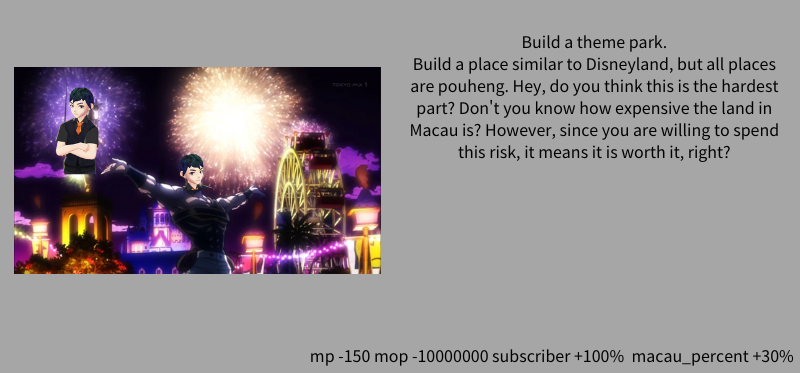 Build a theme park.
Build a place similar to Disneyland, but all places
are pouheng. Hey, do you think this is the hardest
part? Don't you know how expensive the land in
Macau is? However, since you are willing to spend
this risk, it means it is worth it, right?
mp -150 mop -10000000 subscriber +100% macau_percent +30%